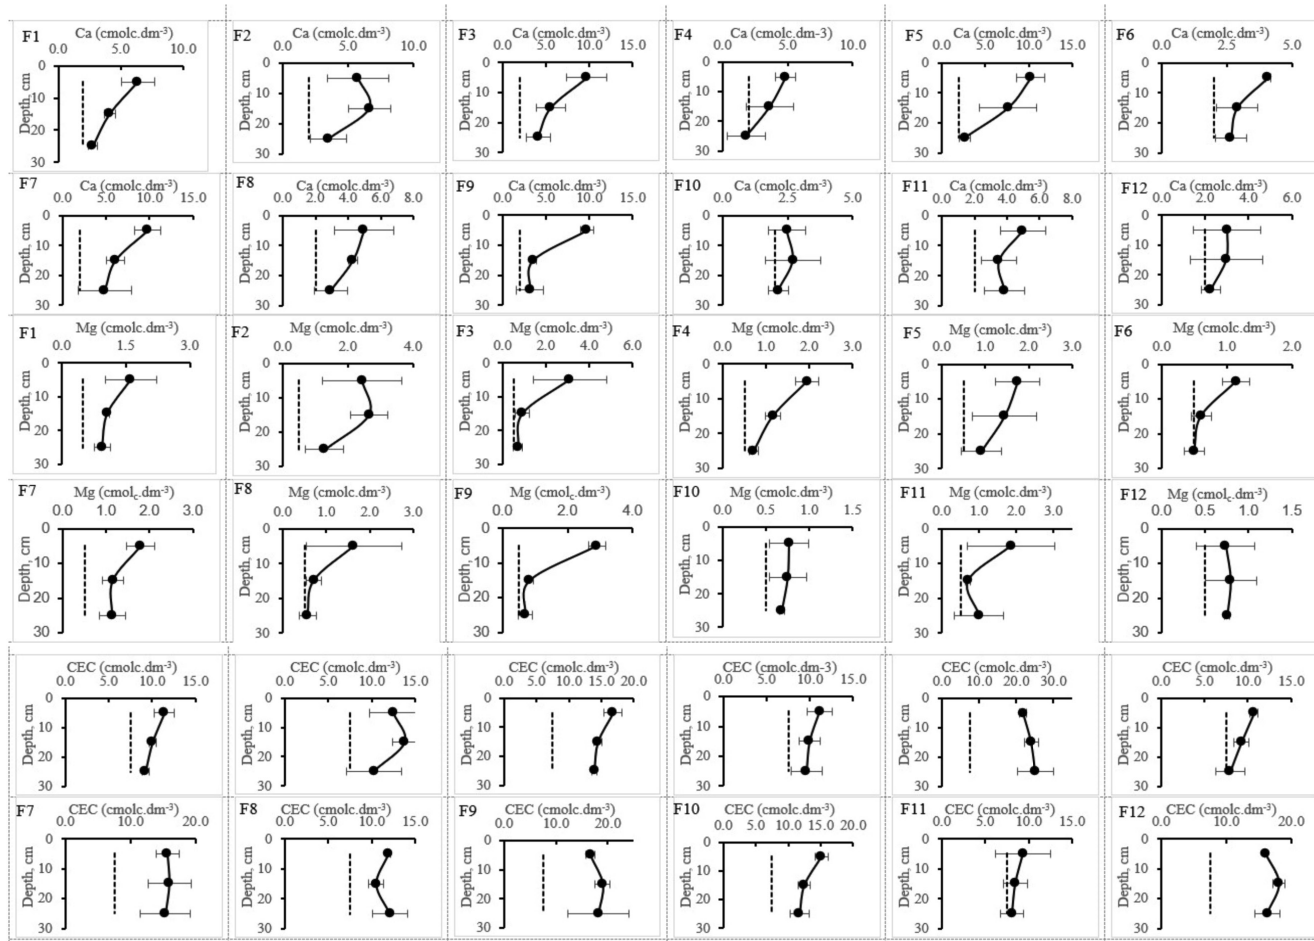 F1 Ca (cmolc.dm-3)
0.0 5.0 10.0
Depth, cm
0
10
20
30
F2 Ca (cmolc.dm-3)
0.0 5.0 10.0
Depth, cm
0
10
20
30
F3 Ca (cmolc.dm-3)
0.0 5.0 10.0 15.0
Depth, cm
0
10
20
30
F4 Ca (cmolc.dm-3)
0.0 5.0 10.0
Depth, cm
0
10
20
30
F5 Ca (cmolc.dm-3)
0.0 5.0 10.0 15.0
Depth, cm
0
10
20
30
F6 Ca (cmolc.dm-3)
0.0 2.5 5.0
Depth, cm
0
10
20
30
F7 Ca (cmolc.dm-3)
0.0 5.0 10.0 15.0
Depth, cm
0
10
20
30
F8 Ca (cmolc.dm-3)
0.0 2.0 4.0 6.0 8.0
Depth, cm
0
10
20
30
F9 Ca (cmolc.dm-3)
0.0 5.0 10.0 15.0
Depth, cm
0
10
20
30
F10 Ca (cmolc.dm-3)
0.0 2.5 5.0
Depth, cm
0
10
20
30
F11 Ca (cmolc.dm-3)
0.0 2.0 4.0 6.0 8.0
Depth, cm
0
10
20
30
F12 Ca (cmolc.dm-3)
0.0 2.0 4.0 6.0
Depth, cm
0
10
20
30
F1 Mg (cmolc.dm-3)
0.0 1.5 3.0
Depth, cm
0
10
20
30
F2 Mg (cmolc.dm-3)
0.0 2.0 4.0
Depth, cm
0
10
20
30
F3 Mg (cmolc.dm-3)
0.0 2.0 4.0 6.0
Depth, cm
0
10
20
30
F4 Mg (cmolc.dm-3)
0.0 1.0 2.0 3.0
Depth, cm
0
10
20
30
F5 Mg (cmolc.dm-3)
0.0 1.0 2.0 3.0
Depth, cm
0
10
20
30
F6 Mg (cmolc.dm-3)
0.0 1.0 2.0
Depth, cm
0
10
20
30
F7 Mg (cmolc.dm-3)
0.0 1.0 2.0 3.0
Depth, cm
0
10
20
30
F8 Mg (cmolc.dm-3)
0.0 1.0 2.0 3.0
Depth, cm
0
10
20
30
F9 Mg (cmolc.dm-3)
0.0 2.0 4.0
Depth, cm
0
10
20
30
F10 Mg (cmolc.dm-3)
0.0 0.5 1.0 1.5
Depth, cm
0
10
20
30
F11 Mg (cmolc.dm-3)
0.0 1.0 2.0 3.0
Depth, cm
0
10
20
30
F12 Mg (cmolc.dm-3)
0.0 0.5 1.0 1.5
Depth, cm
0
10
20
30
CEC (cmolc.dm-3)
0.0 5.0 10.0 15.0
Depth, cm
0
10
20
30
CEC (cmolc.dm-3)
0.0 5.0 10.0 15.0
Depth, cm
0
10
20
30
CEC (cmolc.dm-3)
0.0 5.0 10.0 15.0 20.0
Depth, cm
0
10
20
30
CEC (cmolc.dm-3)
0.0 5.0 10.0 15.0
Depth, cm
0
10
20
30
CEC (cmolc.dm-3)
0.0 10.0 20.0 30.0
Depth, cm
0
10
20
30
CEC (cmolc.dm-3)
0.0 5.0 10.0 15.0
Depth, cm
0
10
20
30
F7 CEC (cmolc.dm-3)
0.0 10.0 20.0
Depth, cm
0
10
20
30
F8 CEC (cmolc.dm-3)
0.0 5.0 10.0 15.0
Depth, cm
0
10
20
30
F9 CEC (cmolc.dm-3)
0.0 10.0 20.0
Depth, cm
0
10
20
30
F10 CEC (cmolc.dm-3)
0.0 5.0 10.0 15.0 20.0
Depth, cm
0
10
20
30
F11 CEC (cmolc.dm-3)
0.0 5.0 10.0 15.0
Depth, cm
0
10
20
30
F12 CEC (cmolc.dm-3)
0.0 10.0 20.0
Depth, cm
0
10
20
30